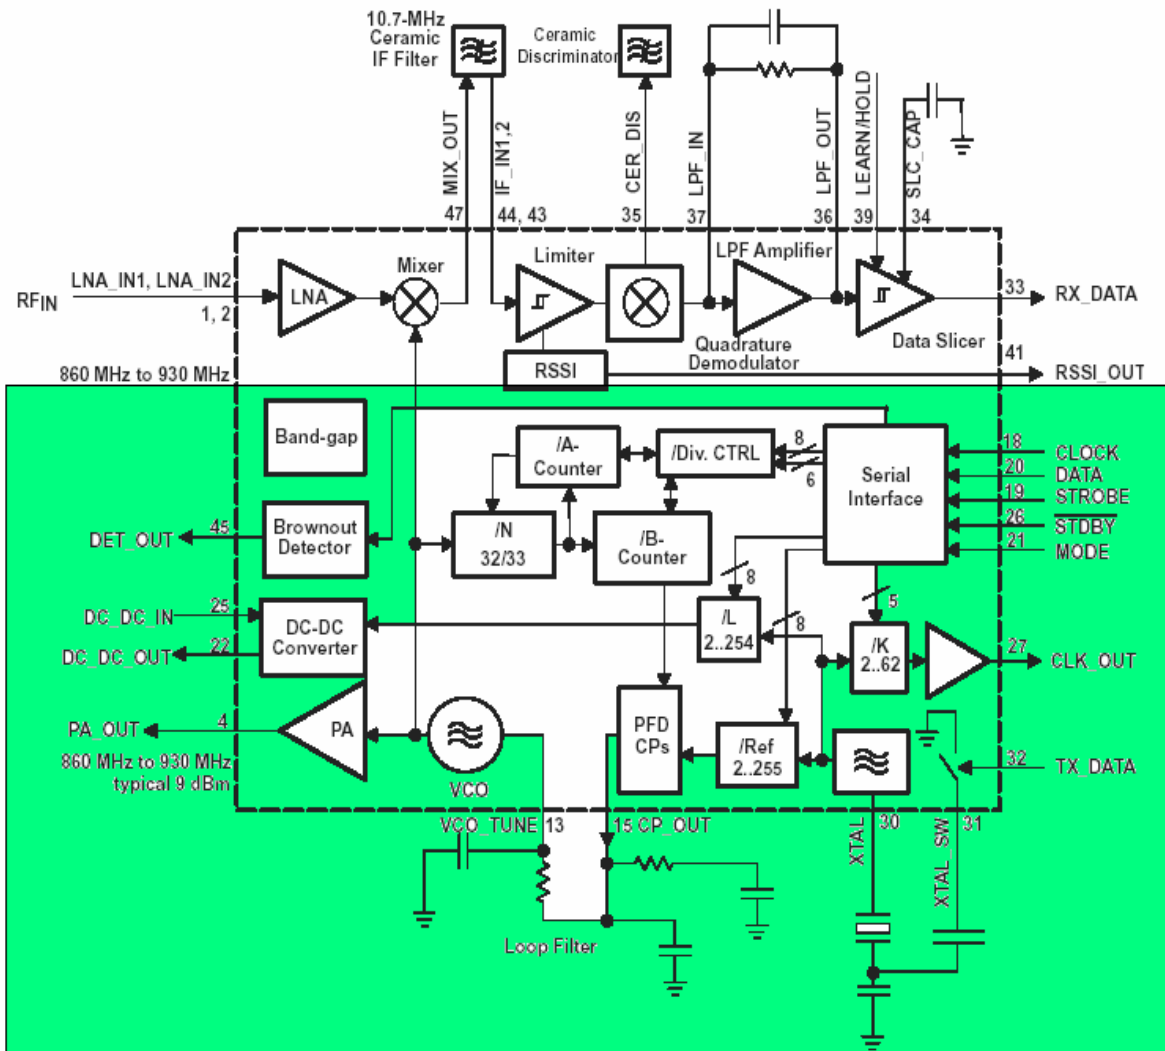 10.7-MHz
Ceramic
IF Filter
Ceramic
Discriminator
MIX_OUT
IF_IN1,2
CER_DIS
LPF_IN
LPF_OUT
LEARN/HOLD
SLC_CAP
47
44, 43
35
37
36
39
34
RFIN
LNA_IN1, LNA_IN2
1, 2
LNA
Mixer
Limiter
LPF Amplifier
Quadrature
Demodulator
Data Slicer
33
RX_DATA
41
RSSI
RSSI_OUT
860 MHz to 930 MHz
Band-gap
/A-
Counter
/Div. CTRL
8
6
Serial
Interface
18
CLOCK
20
DATA
19
STROBE
26
STDBY
21
MODE
DET_OUT
45
Brownout
Detector
/N
32/33
/B-
Counter
8
5
DC_DC_IN
25
DC-DC
Converter
DC_DC_OUT
22
/L
2..254
8
/K
2..62
27
CLK_OUT
PA_OUT
4
PA
860 MHz to 930 MHz
typical 9 dBm
VCO
PFD
CPs
/Ref
2..255
32
TX_DATA
VCO_TUNE
13
15
CP_OUT
30
31
XTAL
XTAL_SW
Loop Filter